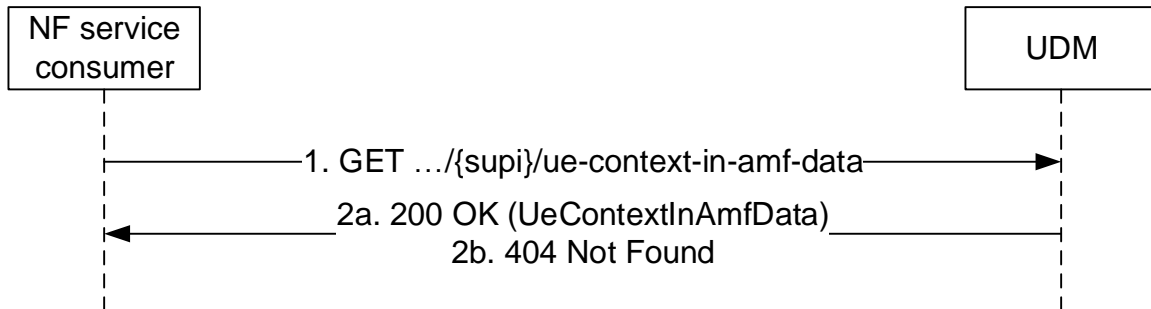 NF service
consumer
UDM
1. GET …/{supi}/ue-context-in-amf-data
2a. 200 OK (UeContextInAmfData)
2b. 404 Not Found